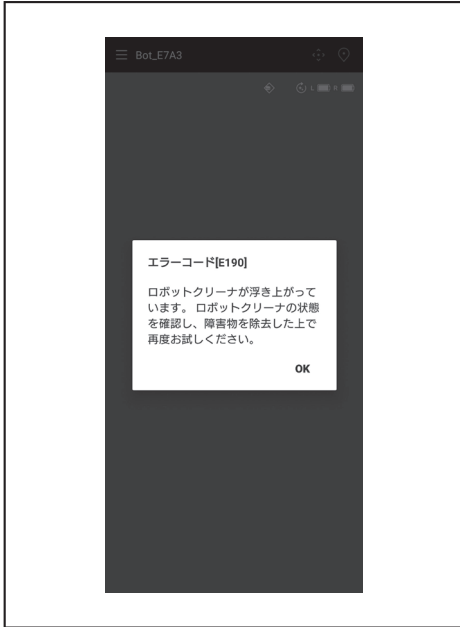 Bot_E7A3
L R
エラーコード[E190]
ロボットクリーナが浮き上がって
います。 ロボットクリーナの状態
を確認し、障害物を除去した上で
再度お試しください。
OK